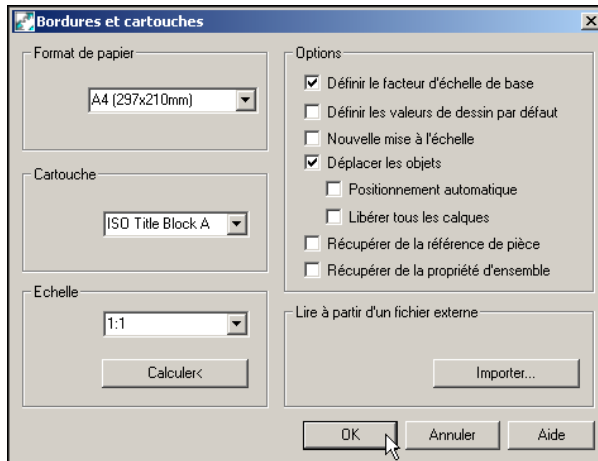 Bordures et cartouches
Format de papier
A4 (297x210mm)
Cartouche
ISO Title Block A
Echelle
1:1
Calculer<
Options
Définir le facteur d'échelle de base
Définir les valeurs de dessin par défaut
Nouvelle mise à l'échelle
Déplacer les objets
Positionnement automatique
Libérer tous les calques
Récupérer de la référence de pièce
Récupérer de la propriété d'ensemble
Lire à partir d'un fichier externe
Importer...
OK
Annuler
Aide